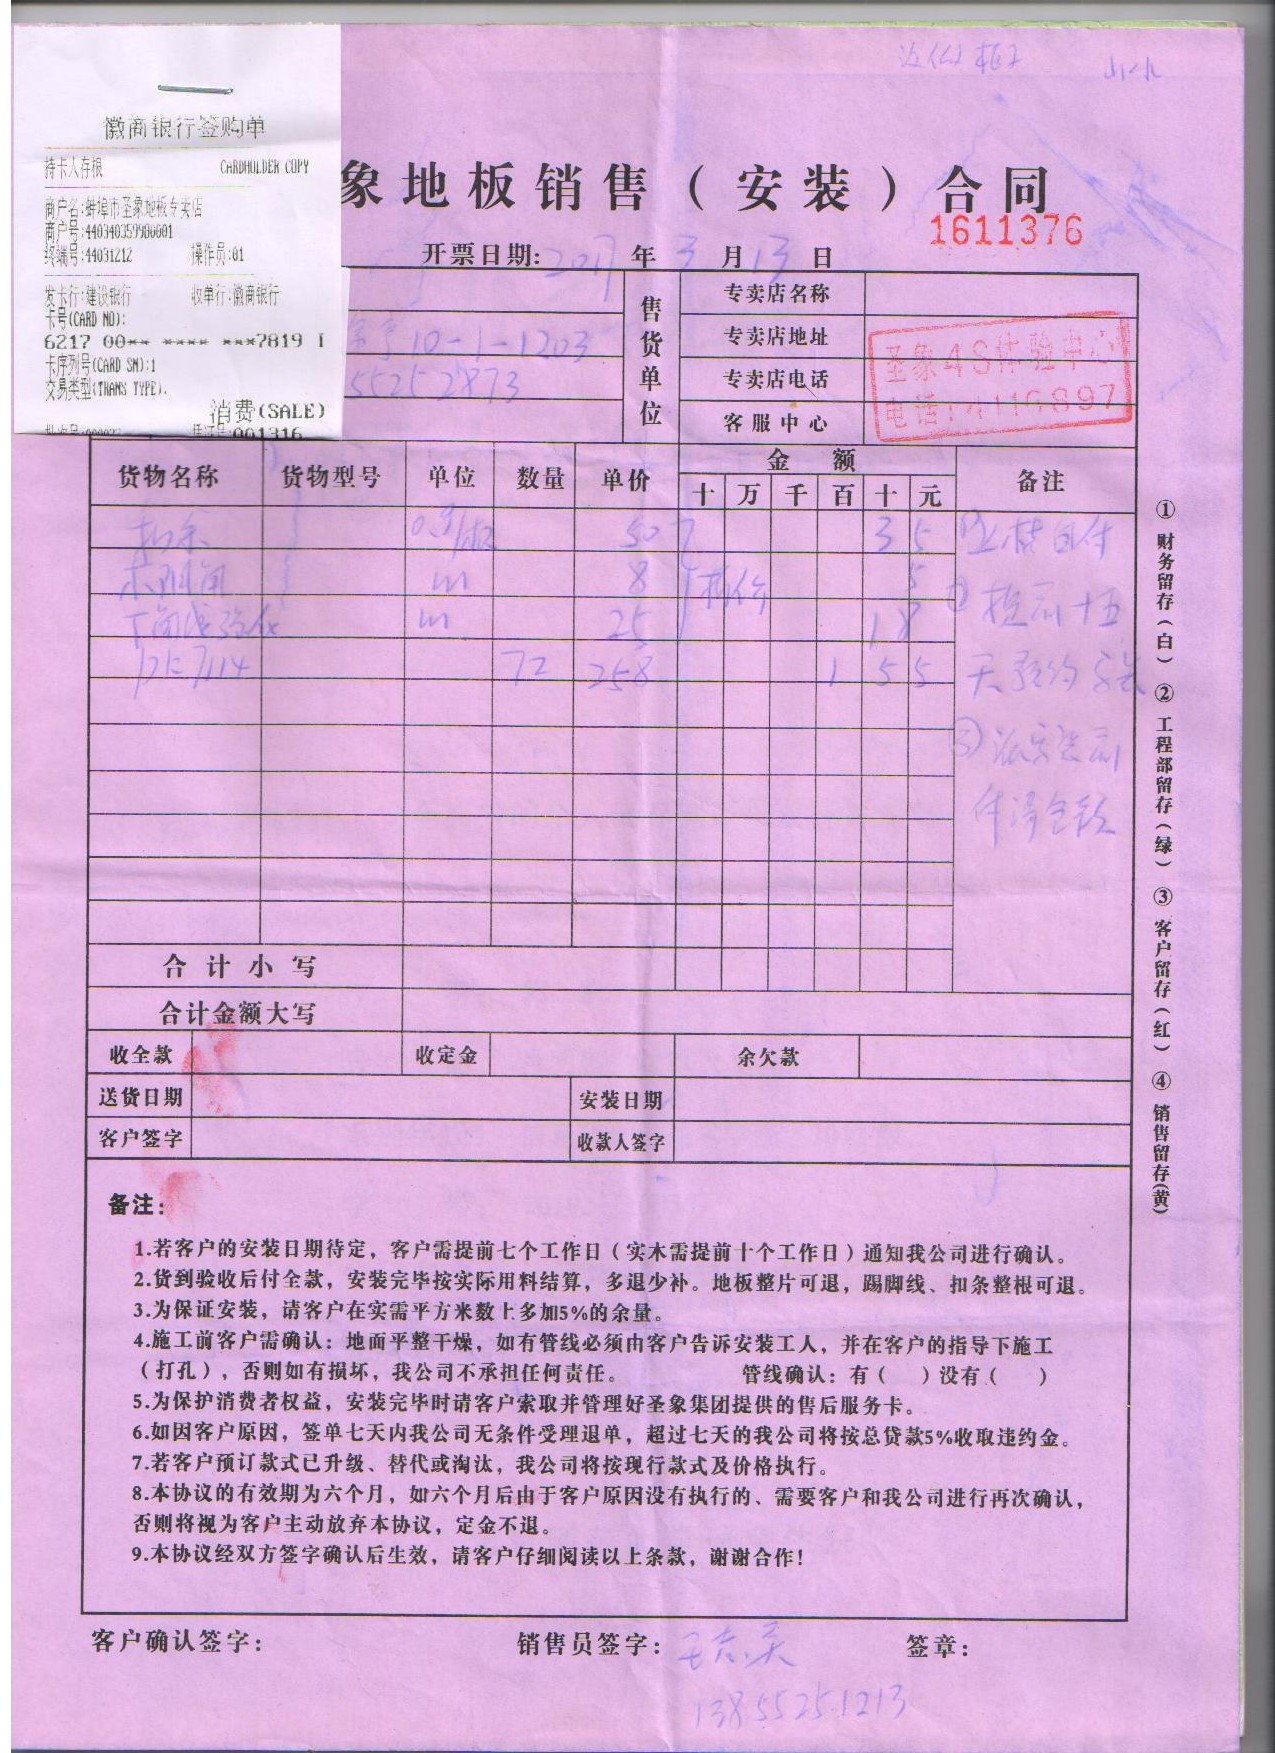 徽商银行签购单
持卡人存根 CARDHOLDER COPY
商户名:蚌埠市圣象地板专卖店
商户号:440340359980001
终端号:44031212 操作员:01
发卡行:建设银行 收单行:徽商银行
卡号(CARD NO):
6217 00** **** ***7819 I
卡序列号(CARD SN):1
交易类型(TRANS TYPE).
消费(SALE)
001316
象地板销售（安装）合同
1611376
开票日期: 2017 年 3 月 13 日
10-1-1203
55252873
售货单位
专卖店名称
专卖店地址
专卖店电话
客服中心
圣象4S体验中心
电话:4116897
货物名称 货物型号 单位 数量 单价 金额 备注
十 万 千 百 十 元
扣条 50 3 5
m 8 5
m 25 1 8
7114 72 258 1 5 5
合计小写
合计金额大写
收全款 收定金 余欠款
送货日期 安装日期
客户签字 收款人签字
①财务留存(白)②工程部留存(绿)③客户留存(红)④销售留存(黄)
备注:
1.若客户的安装日期待定，客户需提前七个工作日（实木需提前十个工作日）通知我公司进行确认。
2.货到验收后付全款，安装完毕按实际用料结算，多退少补。地板整片可退，踢脚线、扣条整根可退。
3.为保证安装，请客户在实需平方米数上多加5%的余量。
4.施工前客户需确认：地面平整干燥，如有管线必须由客户告诉安装工人，并在客户的指导下施工
（打孔），否则如有损坏，我公司不承担任何责任。 管线确认：有（ ）没有（ ）
5.为保护消费者权益，安装完毕时请客户索取并管理好圣象集团提供的售后服务卡。
6.如因客户原因，签单七天内我公司无条件受理退单，超过七天的我公司将按总贷款5%收取违约金。
7.若客户预订款式已升级、替代或淘汰，我公司将按现行款式及价格执行。
8.本协议的有效期为六个月，如六个月后由于客户原因没有执行的、需要客户和我公司进行再次确认，
否则将视为客户主动放弃本协议，定金不退。
9.本协议经双方签字确认后生效，请客户仔细阅读以上条款，谢谢合作!
客户确认签字: 销售员签字: 签章:
13855251213